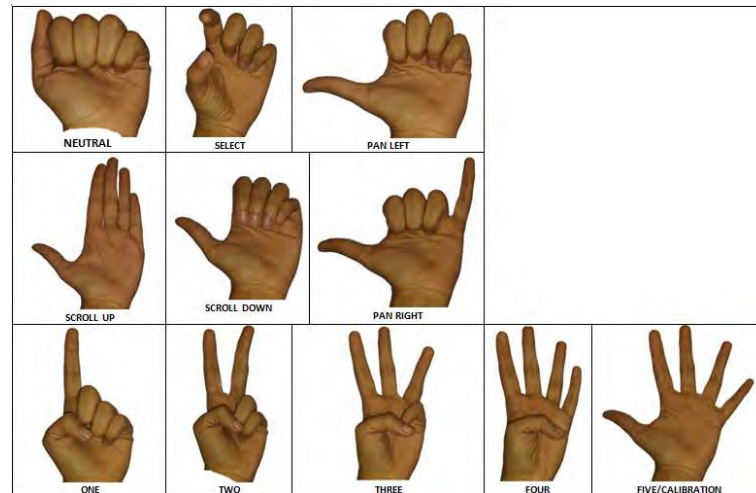 NEUTRAL
SELECT
PAN LEFT
SCROLL UP
SCROLL DOWN
PAN RIGHT
ONE
TWO
THREE
FOUR
FIVE/CALIBRATION